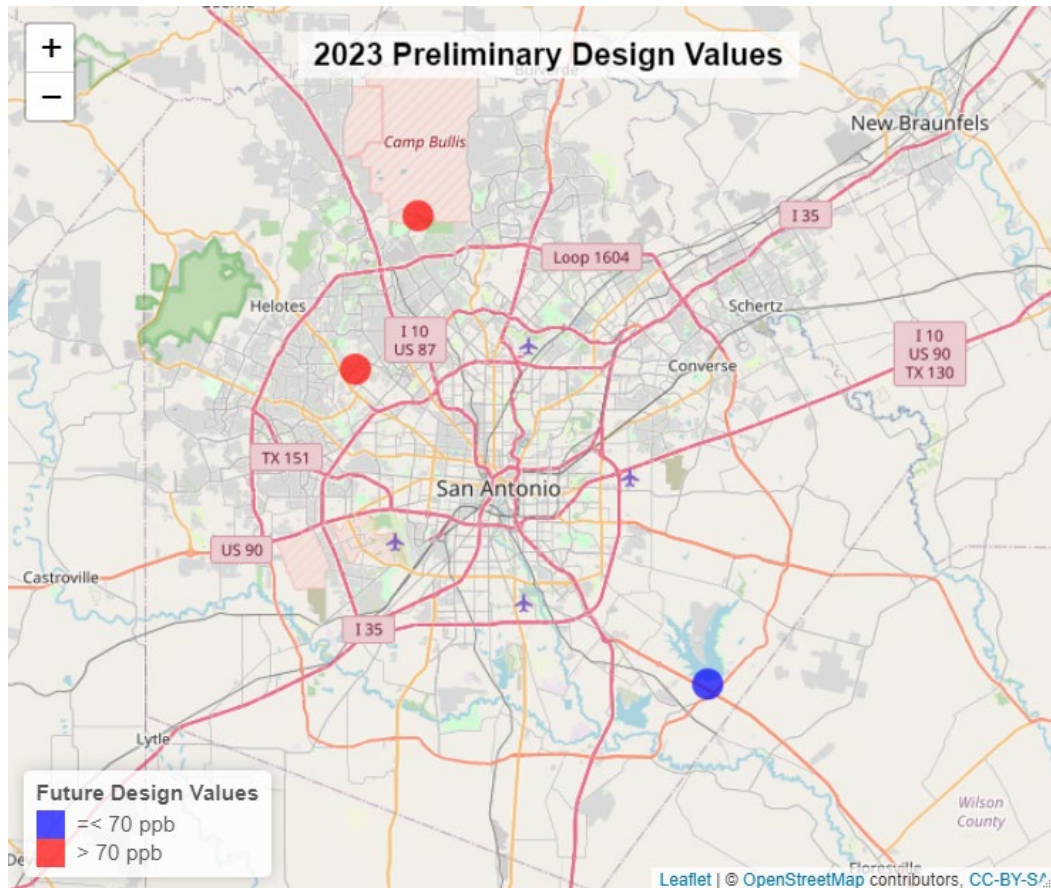 +
−
2023 Preliminary Design Values
Camp Bullis
New Braunfels
I 35
Loop 1604
Helotes
Schertz
I 10
US 87
I 10
US 90
TX 130
Converse
TX 151
San Antonio
US 90
Castroville
I 35
Lytle
Future Design Values
=< 70 ppb
> 70 ppb
Wilson
County
Leaflet | © OpenStreetMap contributors, CC-BY-SA